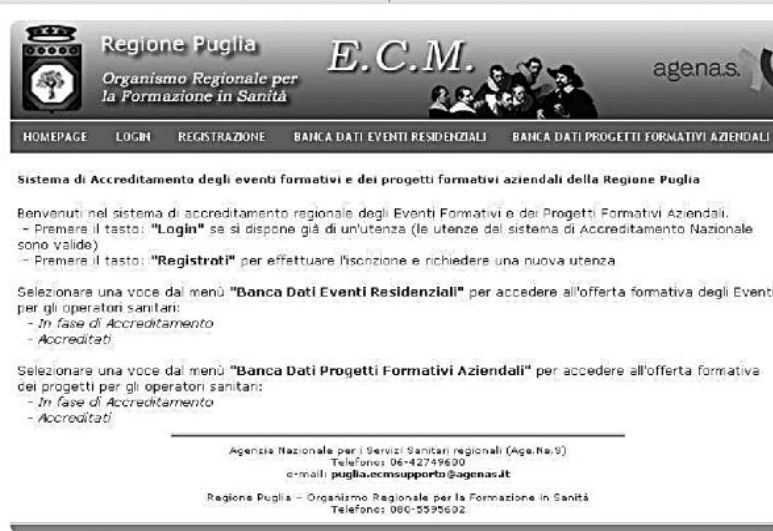 Regione Puglia
Organismo Regionale per
la Formazione in Sanità
E.C.M.
agenas.
HOMEPAGE LOGIN REGISTRAZIONE BANCA DATI EVENTI RESIDENZIALI BANCA DATI PROGETTI FORMATIVI AZIENDALI
Sistema di Accreditamento degli eventi formativi e dei progetti formativi aziendali della Regione Puglia
Benvenuti nel sistema di accreditamento regionale degli Eventi Formativi e dei Progetti Formativi Aziendali.
- Premere il tasto: "Login" se si dispone già di un'utenza (le utenze del sistema di Accreditamento Nazionale
sono valide)
- Premere il tasto: "Registrati" per effettuare l'iscrizione e richiedere una nuova utenza
Selezionare una voce dal menù "Banca Dati Eventi Residenziali" per accedere all'offerta formativa degli Eventi
per gli operatori sanitari:
- In fase di Accreditamento
- Accreditati
Selezionare una voce dal menù "Banca Dati Progetti Formativi Aziendali" per accedere all'offerta formativa
dei progetti per gli operatori sanitari:
- In fase di Accreditamento
- Accreditati
Agenzia Nazionale per i Servizi Sanitari regionali (Age.Na.S)
Telefono: 06-42749600
e-mail: puglia.ecmsupporto@agenas.it
Regione Puglia - Organismo Regionale per la Formazione in Sanità
Telefono: 080-5595602